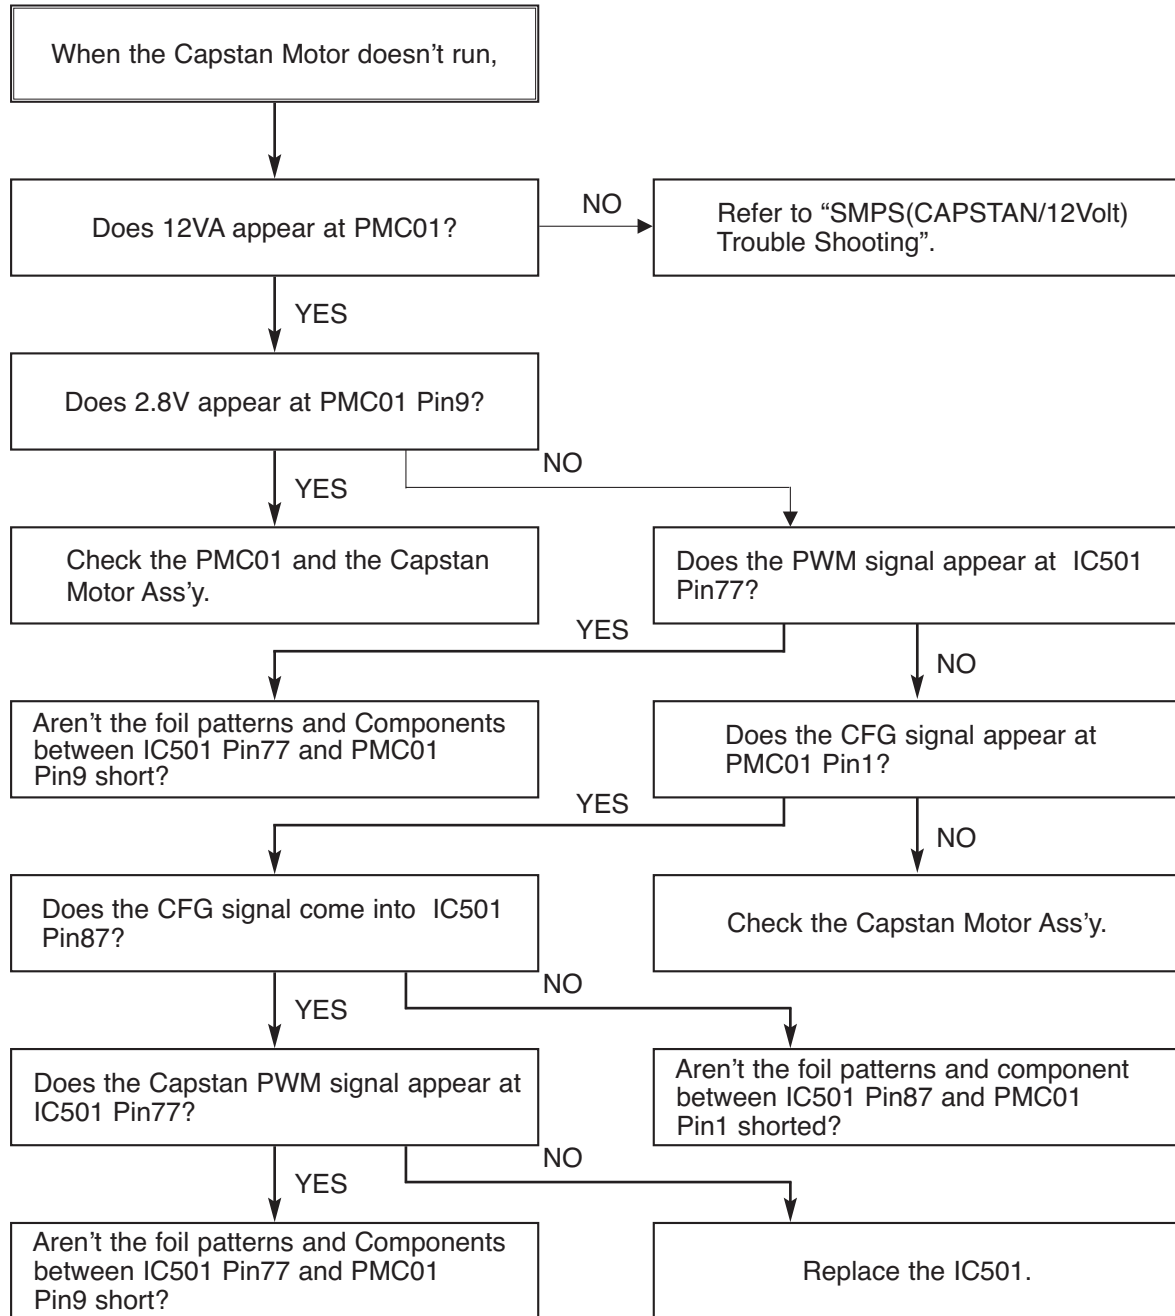 When the Capstan Motor doesn't run,
Does 12VA appear at PMC01?
NO
Refer to “SMPS(CAPSTAN/12Volt)
Trouble Shooting”.
YES
Does 2.8V appear at PMC01 Pin9?
NO
YES
Check the PMC01 and the Capstan
Motor Ass'y.
Does the PWM signal appear at IC501
Pin77?
YES
NO
Aren't the foil patterns and Components
between IC501 Pin77 and PMC01
Pin9 short?
Does the CFG signal appear at
PMC01 Pin1?
YES
NO
Does the CFG signal come into IC501
Pin87?
Check the Capstan Motor Ass'y.
NO
YES
Does the Capstan PWM signal appear at
IC501 Pin77?
Aren't the foil patterns and component
between IC501 Pin87 and PMC01
Pin1 shorted?
NO
YES
Aren't the foil patterns and Components
between IC501 Pin77 and PMC01
Pin9 short?
Replace the IC501.